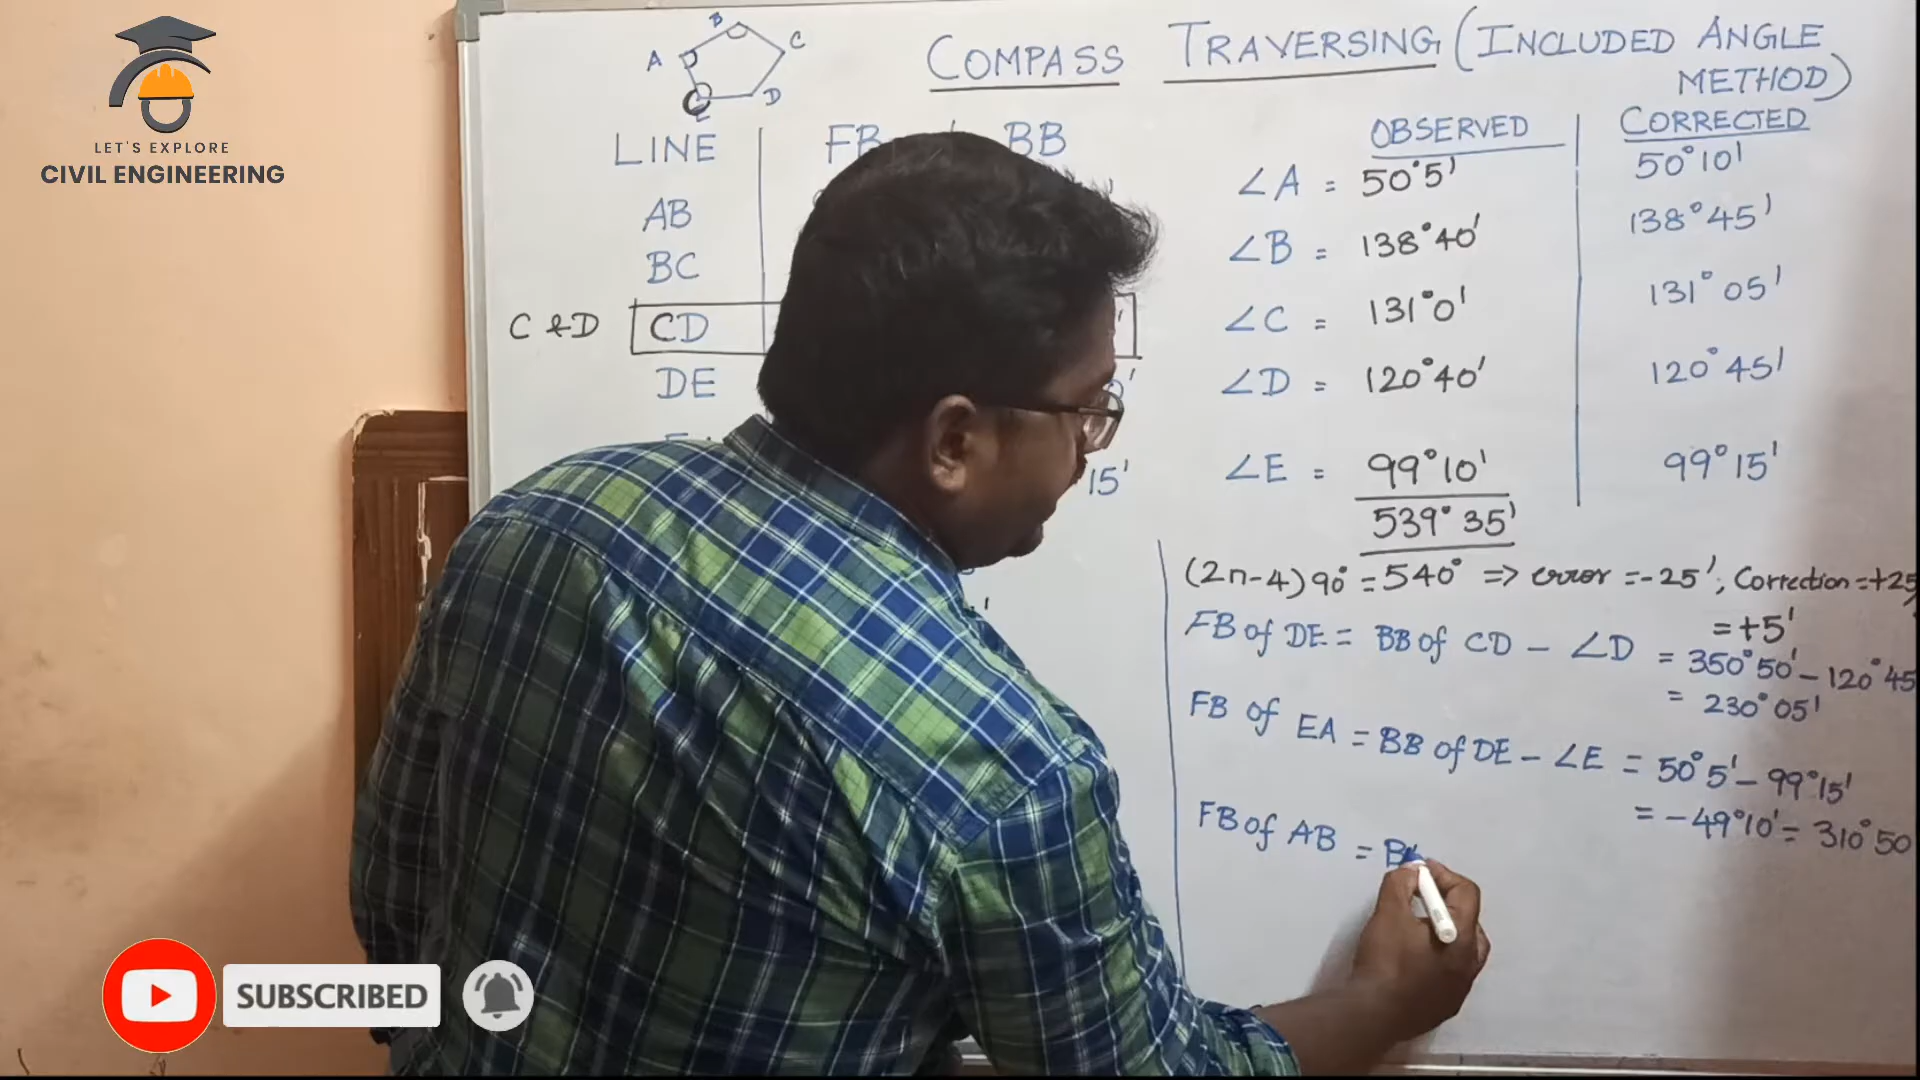 LET'S EXPLORE
CIVIL ENGINEERING
COMPASS TRAVERSING (INCLUDED ANGLE METHOD)
B
A
C
D
E
LINE FB BB
AB
BC
C & D CD
DE
15'
OBSERVED CORRECTED
∠A = 50°5' 50°10'
∠B = 138°40' 138°45'
∠C = 131°0' 131°05'
∠D = 120°40' 120°45'
∠E = 99°10' 99°15'
539°35'
(2n-4)90° = 540° => error = -25', Correction = +25
= +5'
FB of DE = BB of CD - ∠D = 350°50' - 120°45
= 230°05'
FB of EA = BB of DE - ∠E = 50°5' - 99°15'
= -49°10' = 310°50
FB of AB = B
SUBSCRIBED